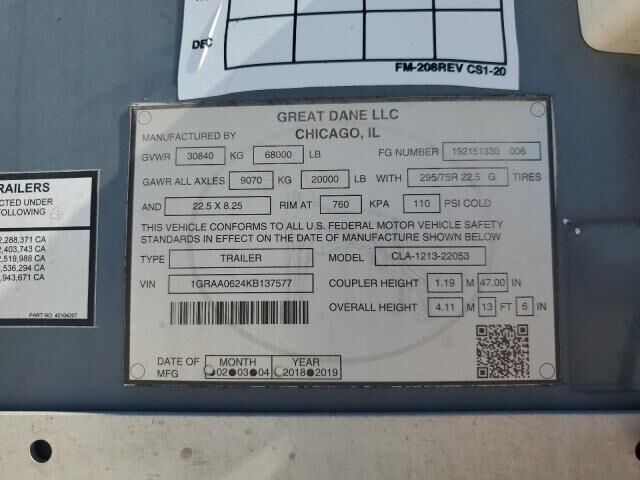 DEC
FM-208REV CS1-20
GREAT DANE LLC
MANUFACTURED BY CHICAGO, IL
GVWR 30840 KG 68000 LB FG NUMBER 192151330 006
GAWR ALL AXLES 9070 KG 20000 LB WITH 295/75R 22.5 G TIRES
AND 22.5 X 8.25 RIM AT 760 KPA 110 PSI COLD
THIS VEHICLE CONFORMS TO ALL U.S. FEDERAL MOTOR VEHICLE SAFETY
STANDARDS IN EFFECT ON THE DATE OF MANUFACTURE SHOWN BELOW
TYPE TRAILER MODEL CLA-1213-22053
VIN 1GRAA0624KB137577 COUPLER HEIGHT 1.19 M 47.00 IN
OVERALL HEIGHT 4.11 M 13 FT 6 IN
DATE OF MFG MONTH YEAR
02 03 04 2018 2019
RAILERS
CTED UNDER
FOLLOWING
,288,371 CA
,403,743 CA
,519,988 CA
,536,294 CA
,943,671 CA
PART NO. 42104207